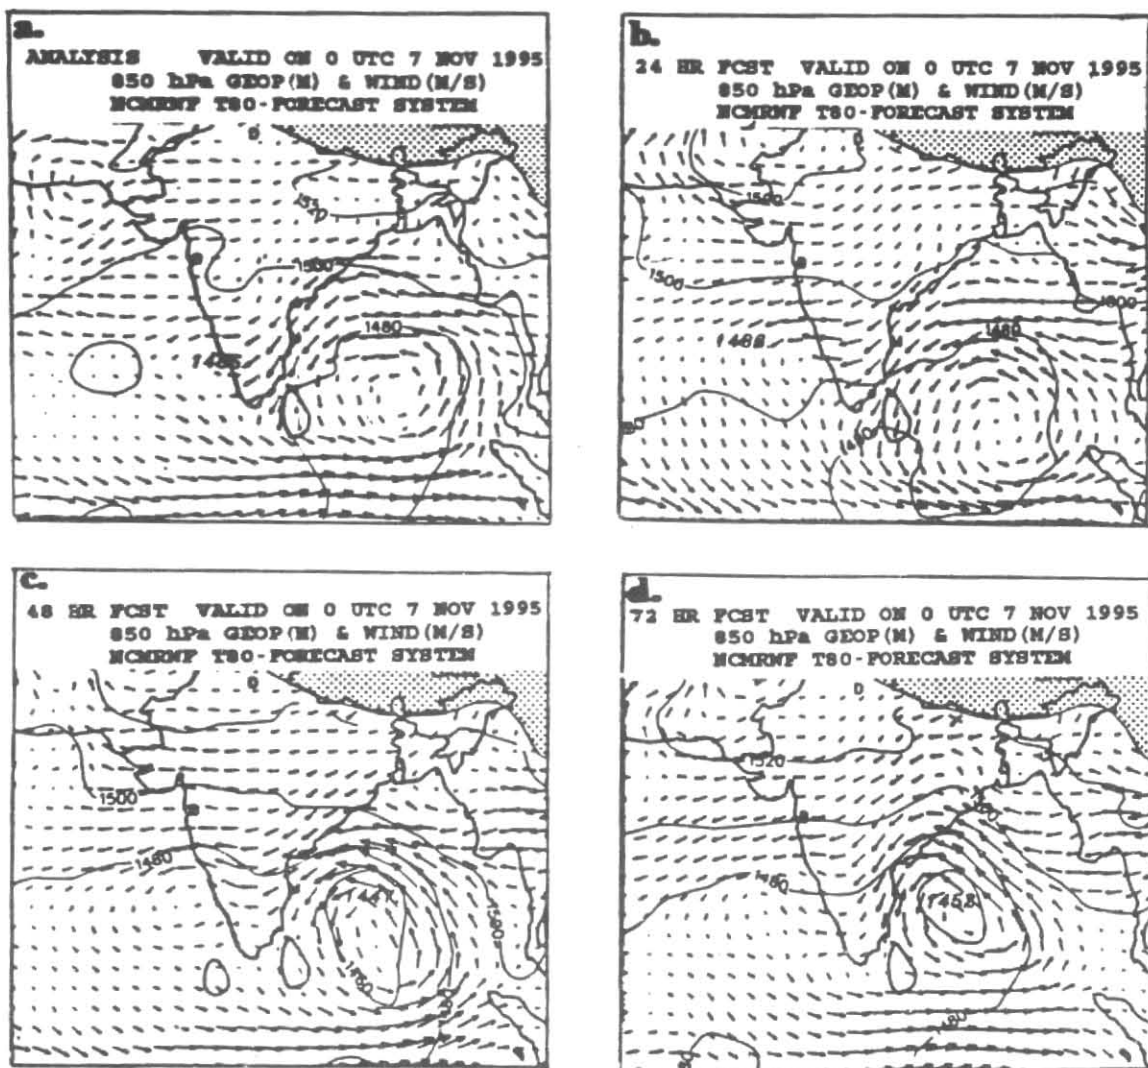 a.
ANALYSIS VALID ON 0 UTC 7 NOV 1995
850 hPa GEOP(M) & WIND(M/S)
NCMRWF T80-FORECAST SYSTEM
D
1500
1480
b.
24 HR FCST VALID ON 0 UTC 7 NOV 1995
850 hPa GEOP(M) & WIND(M/S)
NCMRWF T80-FORECAST SYSTEM
D
1500
1500
1480
c.
48 HR FCST VALID ON 0 UTC 7 NOV 1995
850 hPa GEOP(M) & WIND(M/S)
NCMRWF T80-FORECAST SYSTEM
D
1500
1480
1460
d.
72 HR FCST VALID ON 0 UTC 7 NOV 1995
850 hPa GEOP(M) & WIND(M/S)
NCMRWF T80-FORECAST SYSTEM
D
1520
1480
1458
1480